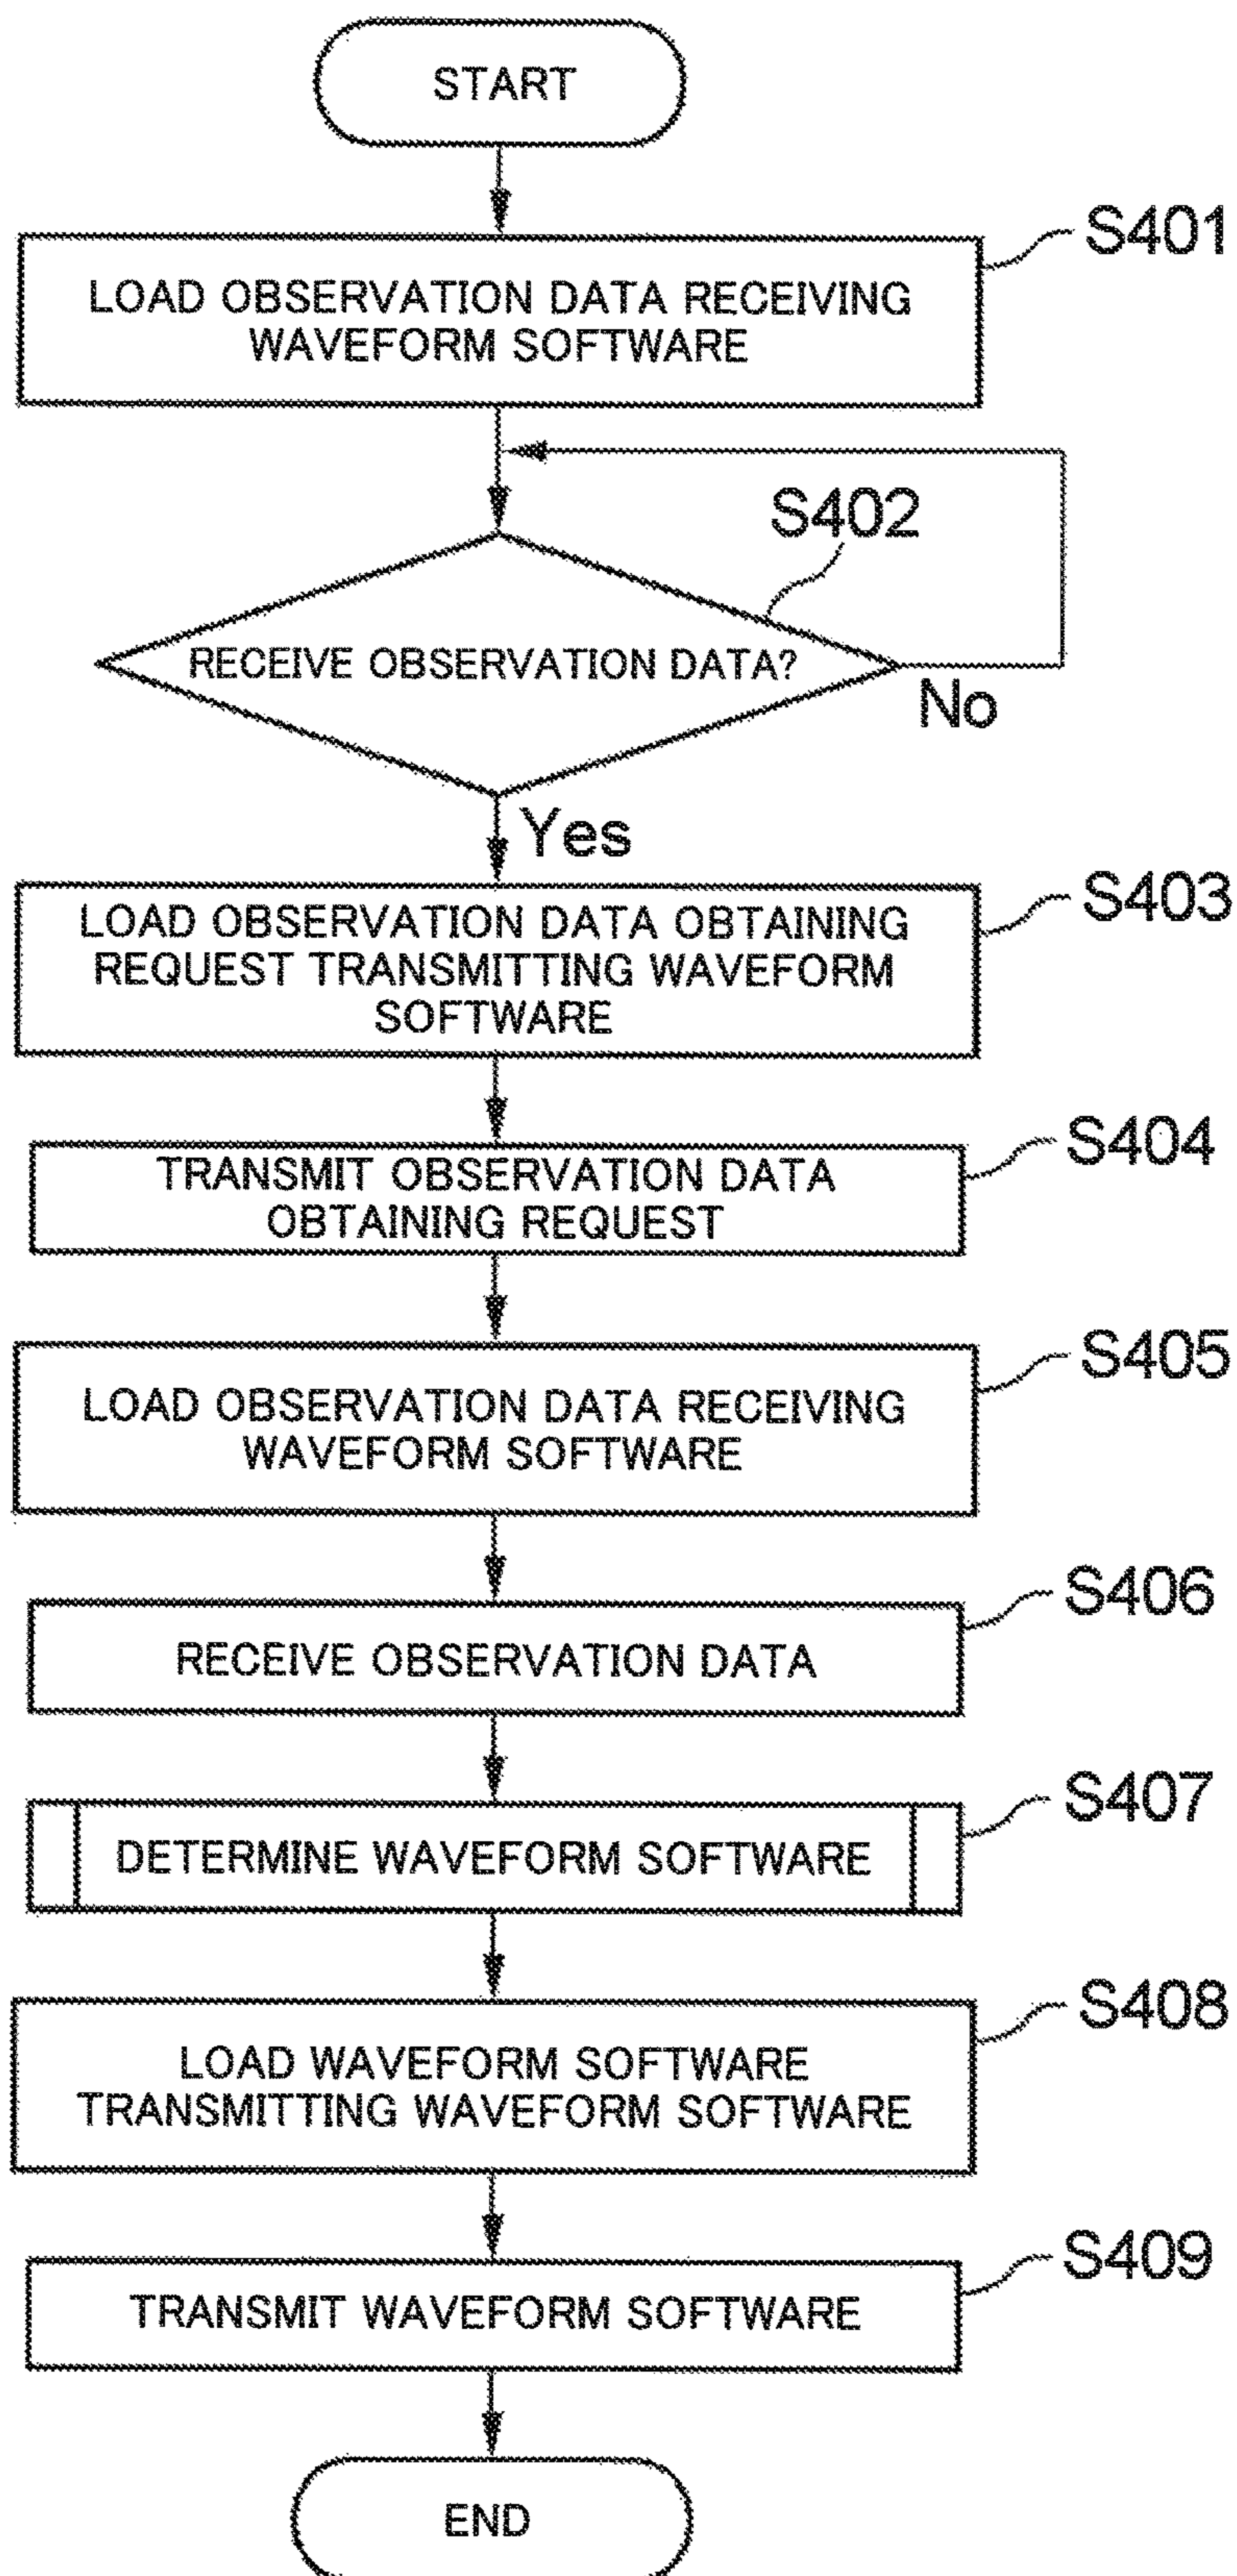 START
S401
LOAD OBSERVATION DATA RECEIVING
WAVEFORM SOFTWARE
S402
RECEIVE OBSERVATION DATA?
No
Yes
S403
LOAD OBSERVATION DATA OBTAINING
REQUEST TRANSMITTING WAVEFORM
SOFTWARE
S404
TRANSMIT OBSERVATION DATA
OBTAINING REQUEST
S405
LOAD OBSERVATION DATA RECEIVING
WAVEFORM SOFTWARE
S406
RECEIVE OBSERVATION DATA
S407
DETERMINE WAVEFORM SOFTWARE
S408
LOAD WAVEFORM SOFTWARE
TRANSMITTING WAVEFORM SOFTWARE
S409
TRANSMIT WAVEFORM SOFTWARE
END